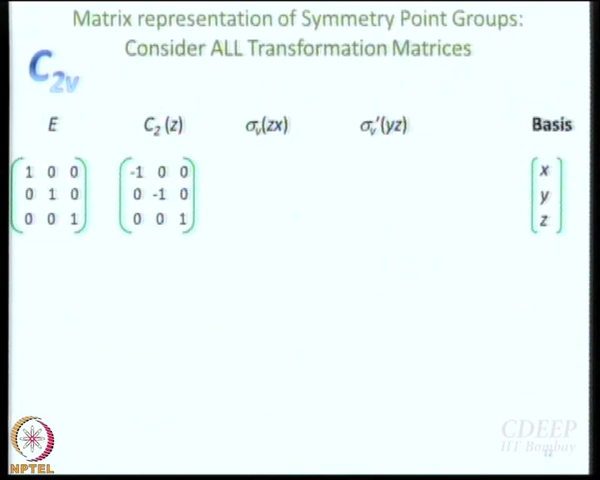 Matrix representation of Symmetry Point Groups:
Consider ALL Transformation Matrices
C2v
E C2 (z) σv(zx) σv′(yz) Basis
1 0 0 -1 0 0 x
0 1 0 0 -1 0 y
0 0 1 0 0 1 z
CDEEP
IIT Bombay
NPTEL